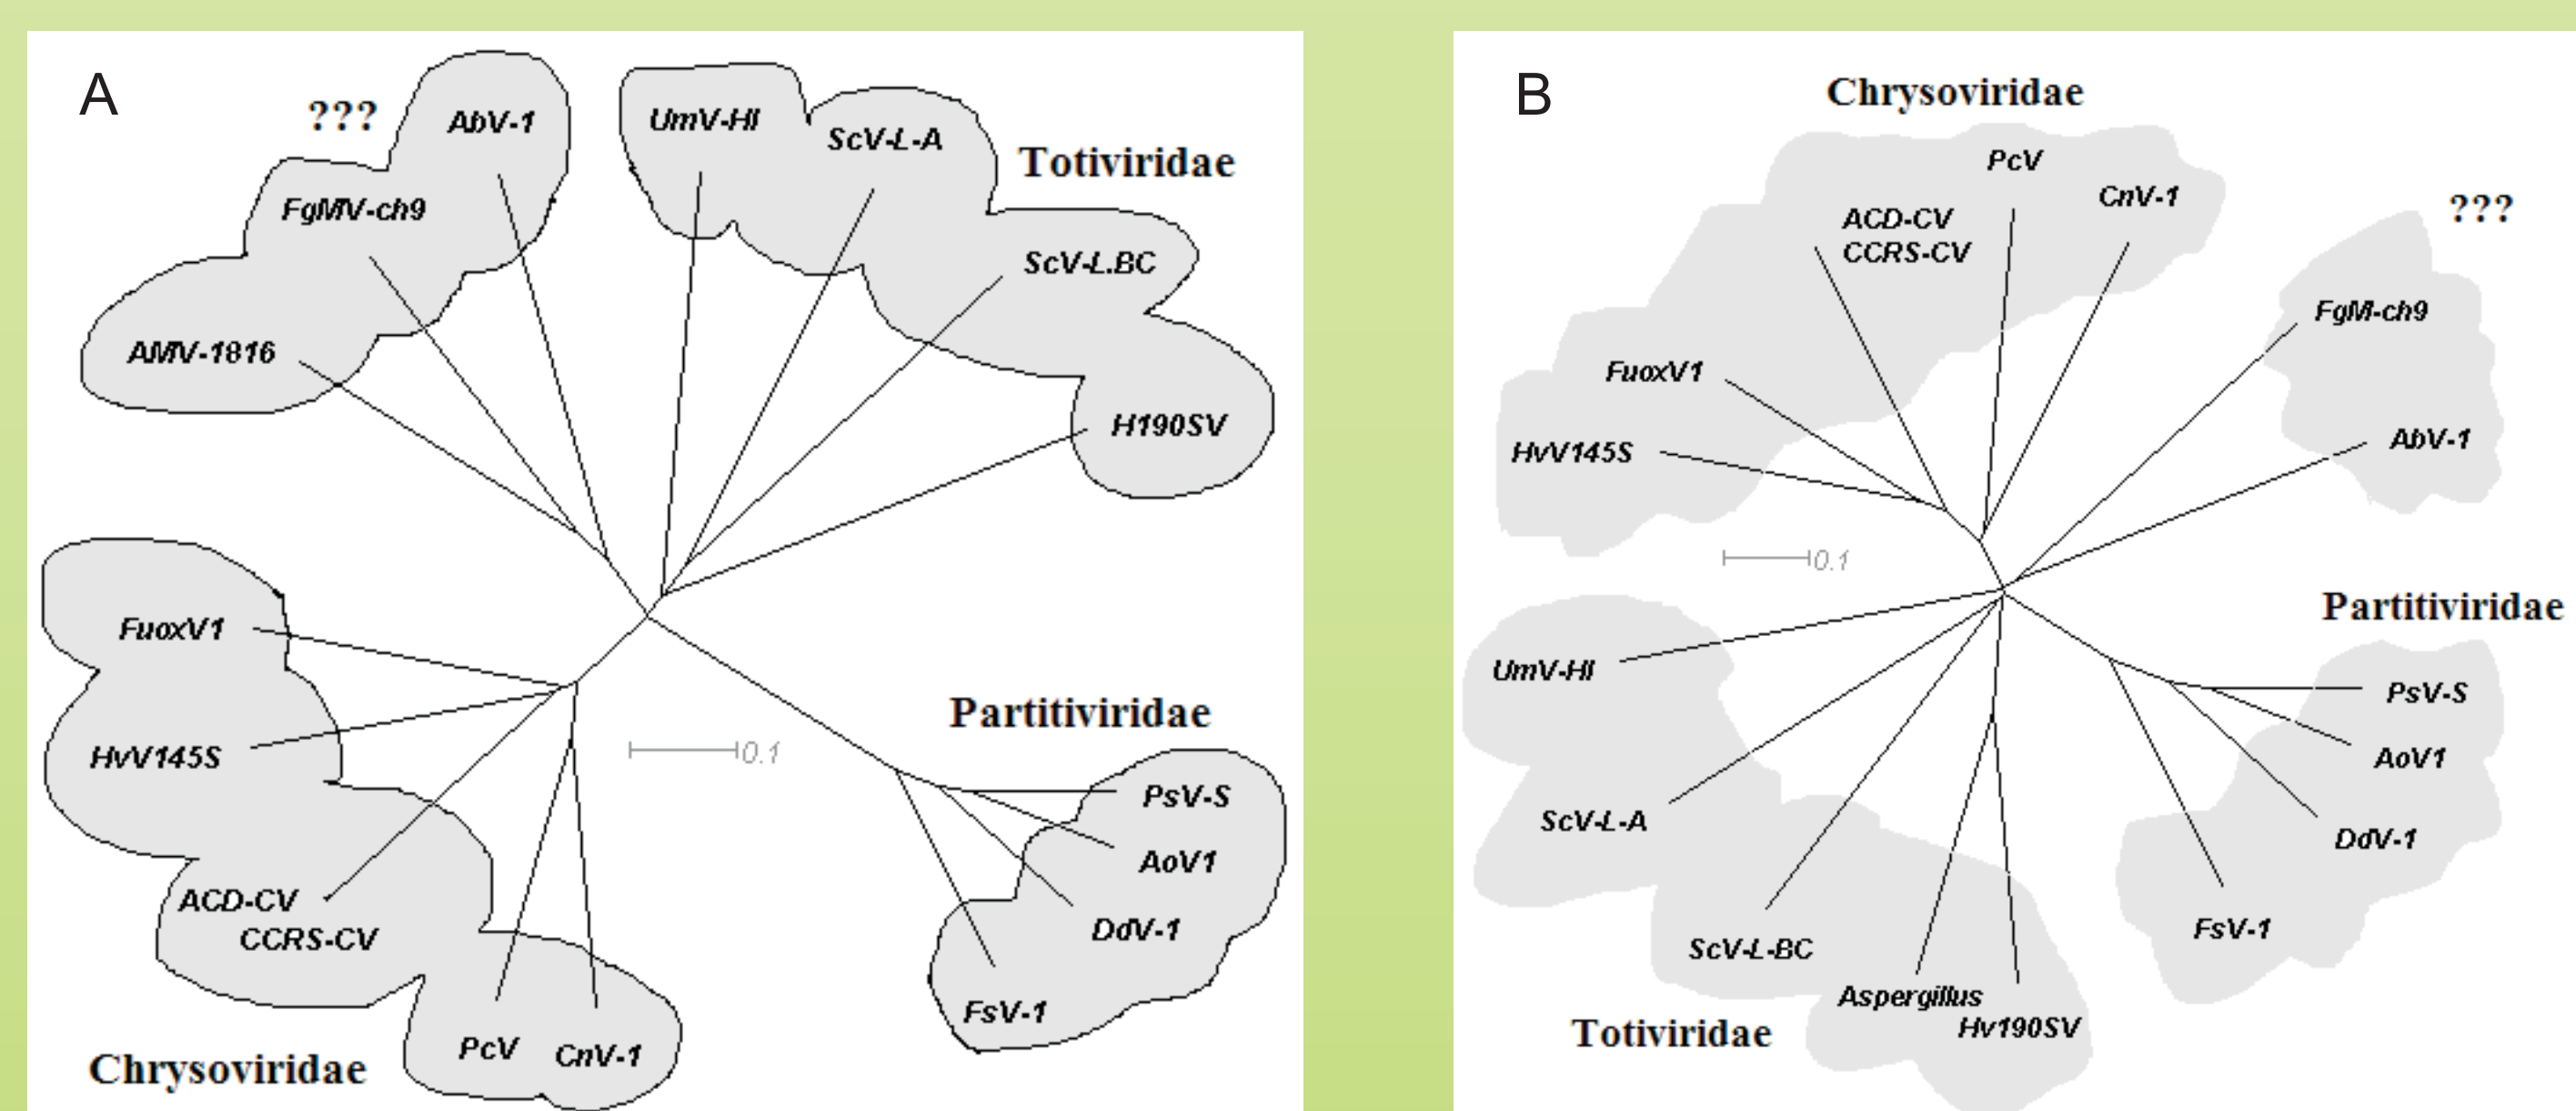 A
???
AbV-1
FgMV-ch9
AMV-1816
UmV-HI
ScV-L-A
Totiviridae
ScV-L.BC
H190SV
FuoxV1
HvV145S
ACD-CV
CCRS-CV
PcV
CnV-1
Chrysoviridae
0.1
Partitiviridae
PsV-S
AoV1
DdV-1
FsV-1
B
Chrysoviridae
PcV
CnV-1
ACD-CV
CCRS-CV
FuoxV1
HvV145S
???
FgM-ch9
AbV-1
0.1
Partitiviridae
PsV-S
AoV1
DdV-1
FsV-1
UmV-HI
ScV-L-A
ScV-L-BC
Aspergillus
Hv190SV
Totiviridae